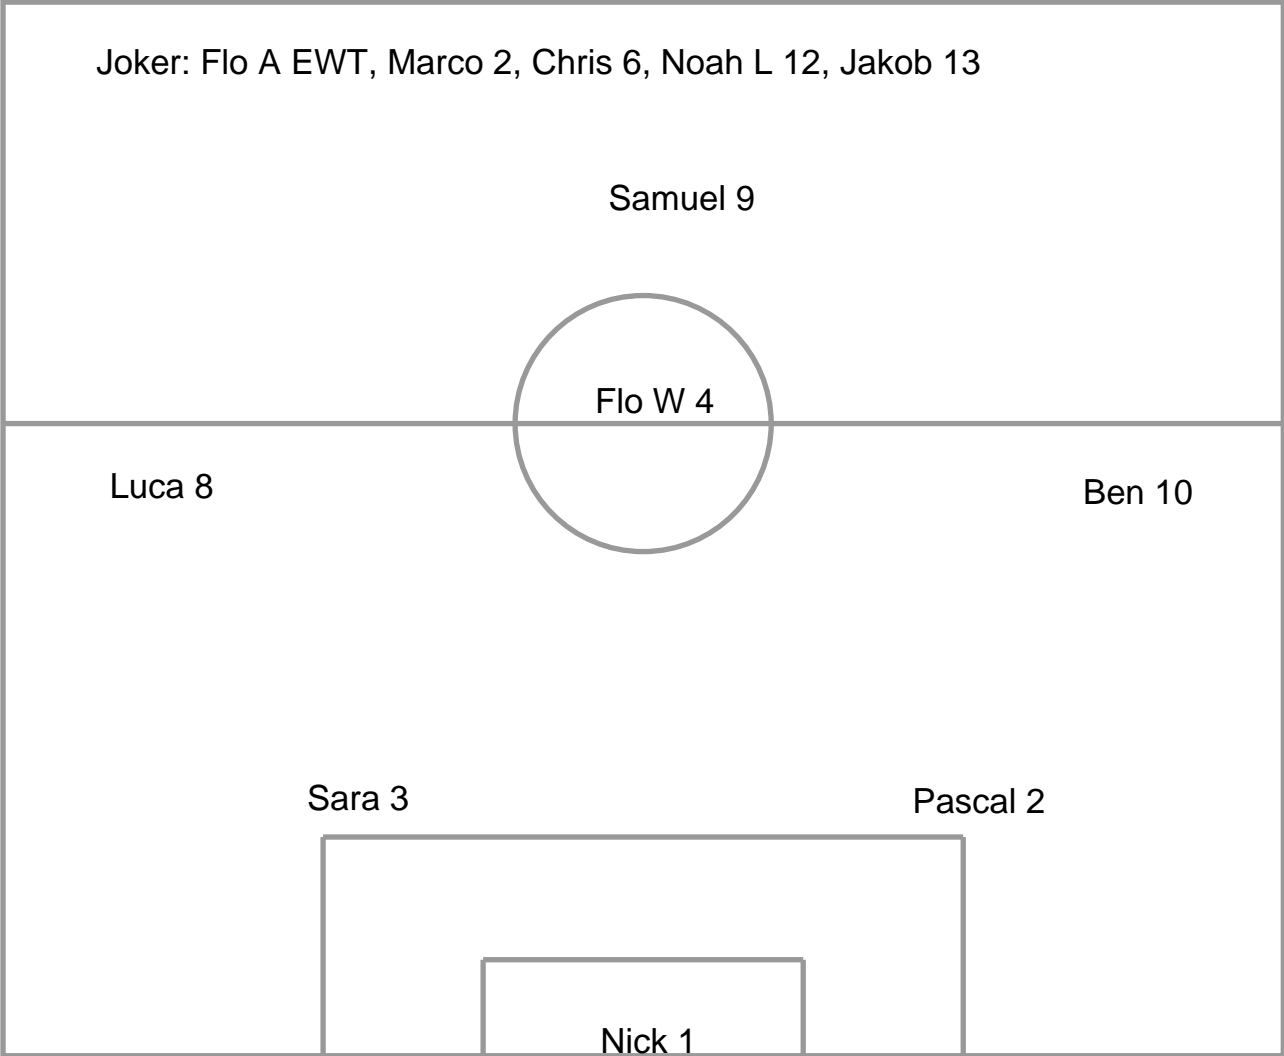 Joker: Flo A EWT, Marco 2, Chris 6, Noah L 12, Jakob 13
Samuel 9
Flo W 4
Luca 8
Ben 10
Sara 3
Pascal 2
Nick 1